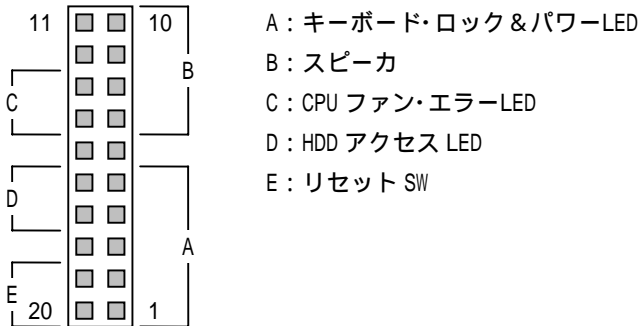 11
10
B
C
D
A
E
20
1
A：キーボード・ロック＆パワーLED
B：スピーカ
C：CPU ファン・エラーLED
D：HDD アクセス LED
E：リセット SW